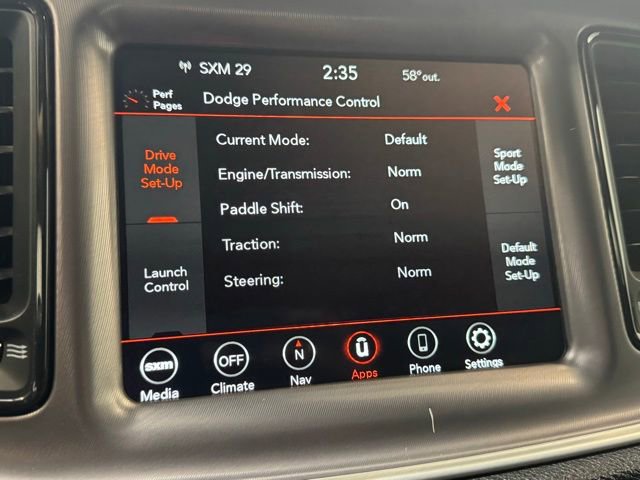 SXM 29 2:35 58° out.
Perf
Pages
Dodge Performance Control
Current Mode: Default
Engine/Transmission: Norm
Paddle Shift: On
Traction: Norm
Steering: Norm
Drive
Mode
Set-Up
Launch
Control
Sport
Mode
Set-Up
Default
Mode
Set-Up
sxm
Media
OFF
Climate
N
Nav
ū
Apps
Phone
Settings